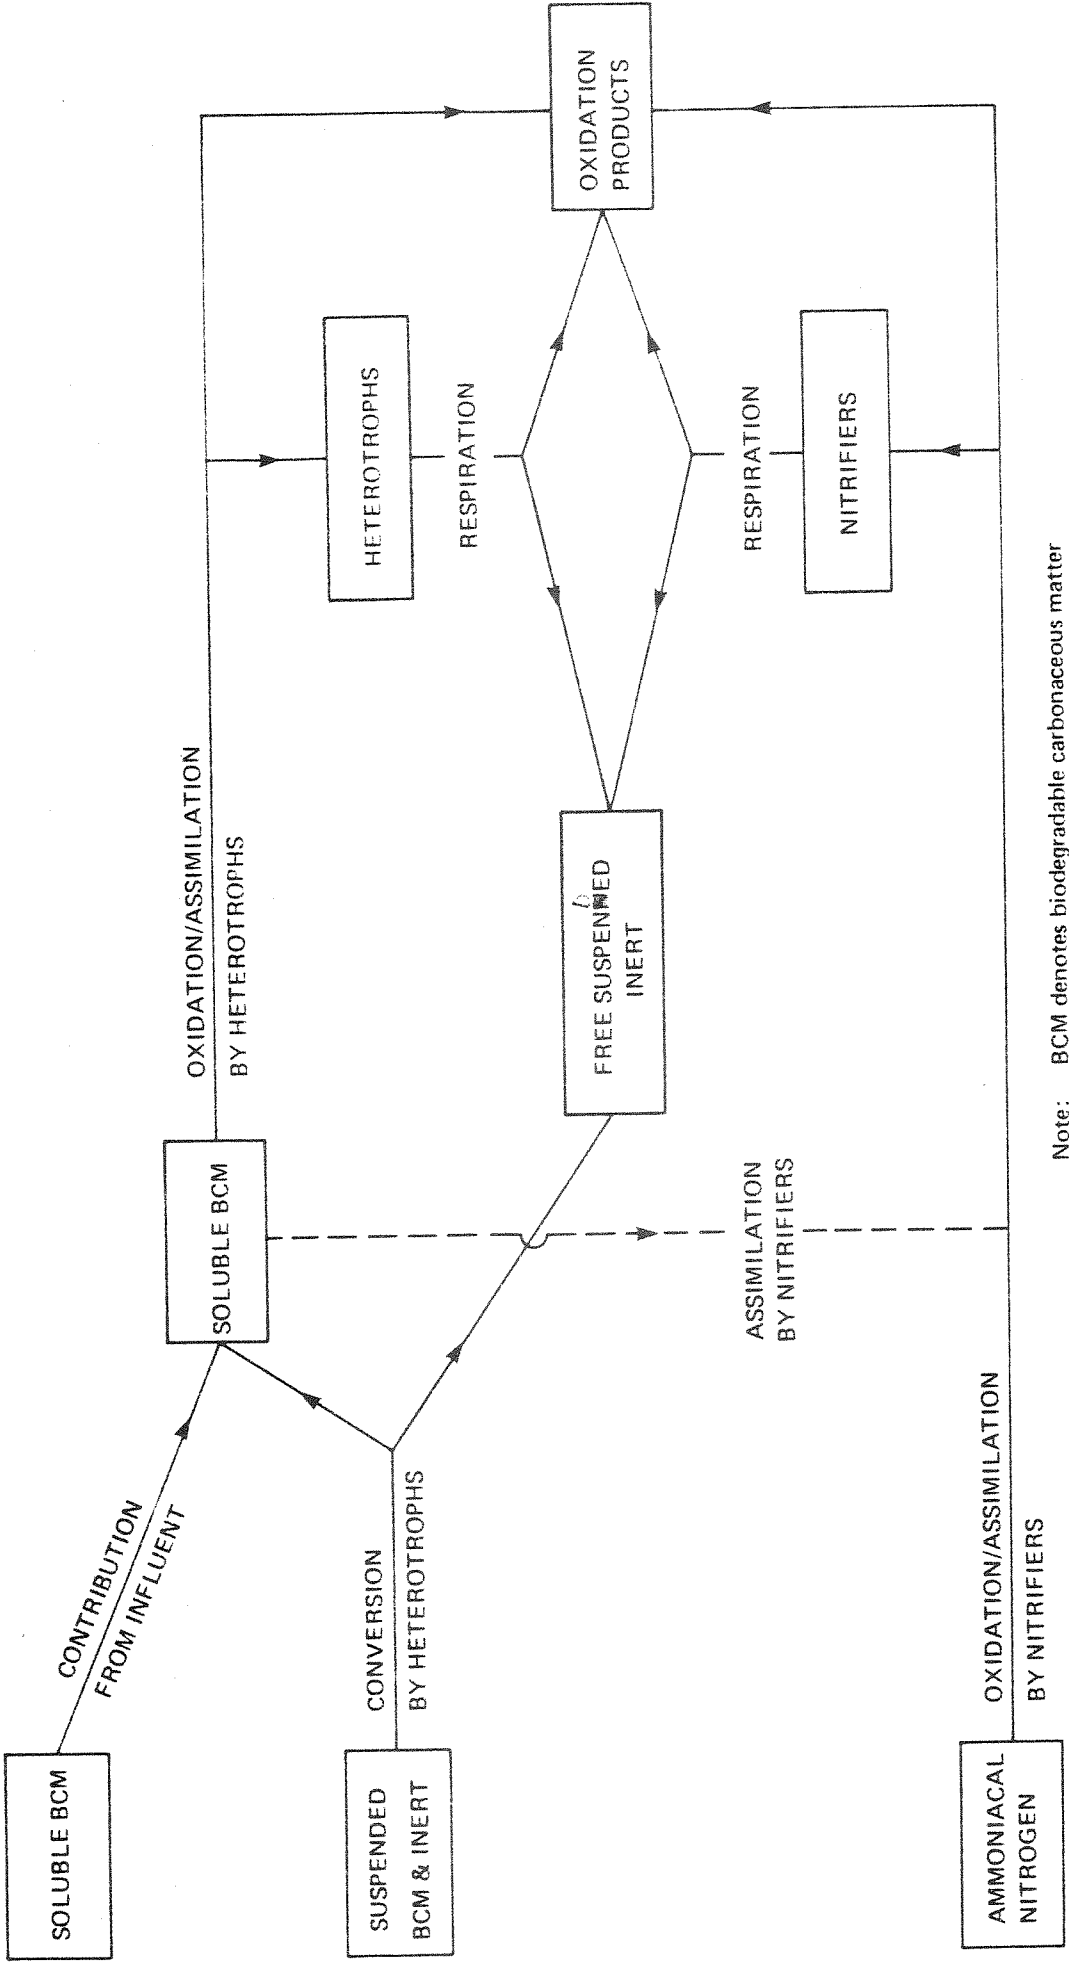 SOLUBLE BCM
CONTRIBUTION
FROM INFLUENT
SUSPENDED
BCM & INERT
CONVERSION
BY HETEROTROPHS
AMMONIACAL
NITROGEN
OXIDATION/ASSIMILATION
BY NITRIFIERS
SOLUBLE BCM
OXIDATION/ASSIMILATION
BY HETEROTROPHS
ASSIMILATION
BY NITRIFIERS
FREE SUSPENDED
INERT
HETEROTROPHS
RESPIRATION
RESPIRATION
NITRIFIERS
OXIDATION
PRODUCTS
Note: BCM denotes biodegradable carbonaceous matter